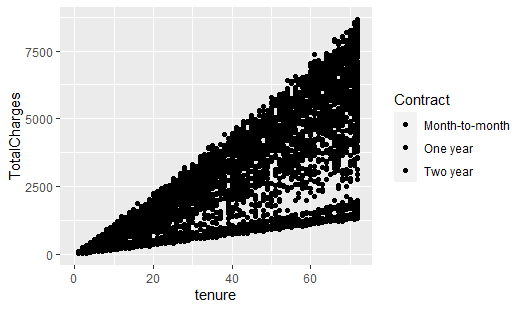 7500
5000
2500
0
TotalCharges
0 20 40 60
tenure
Contract
Month-to-month
One year
Two year